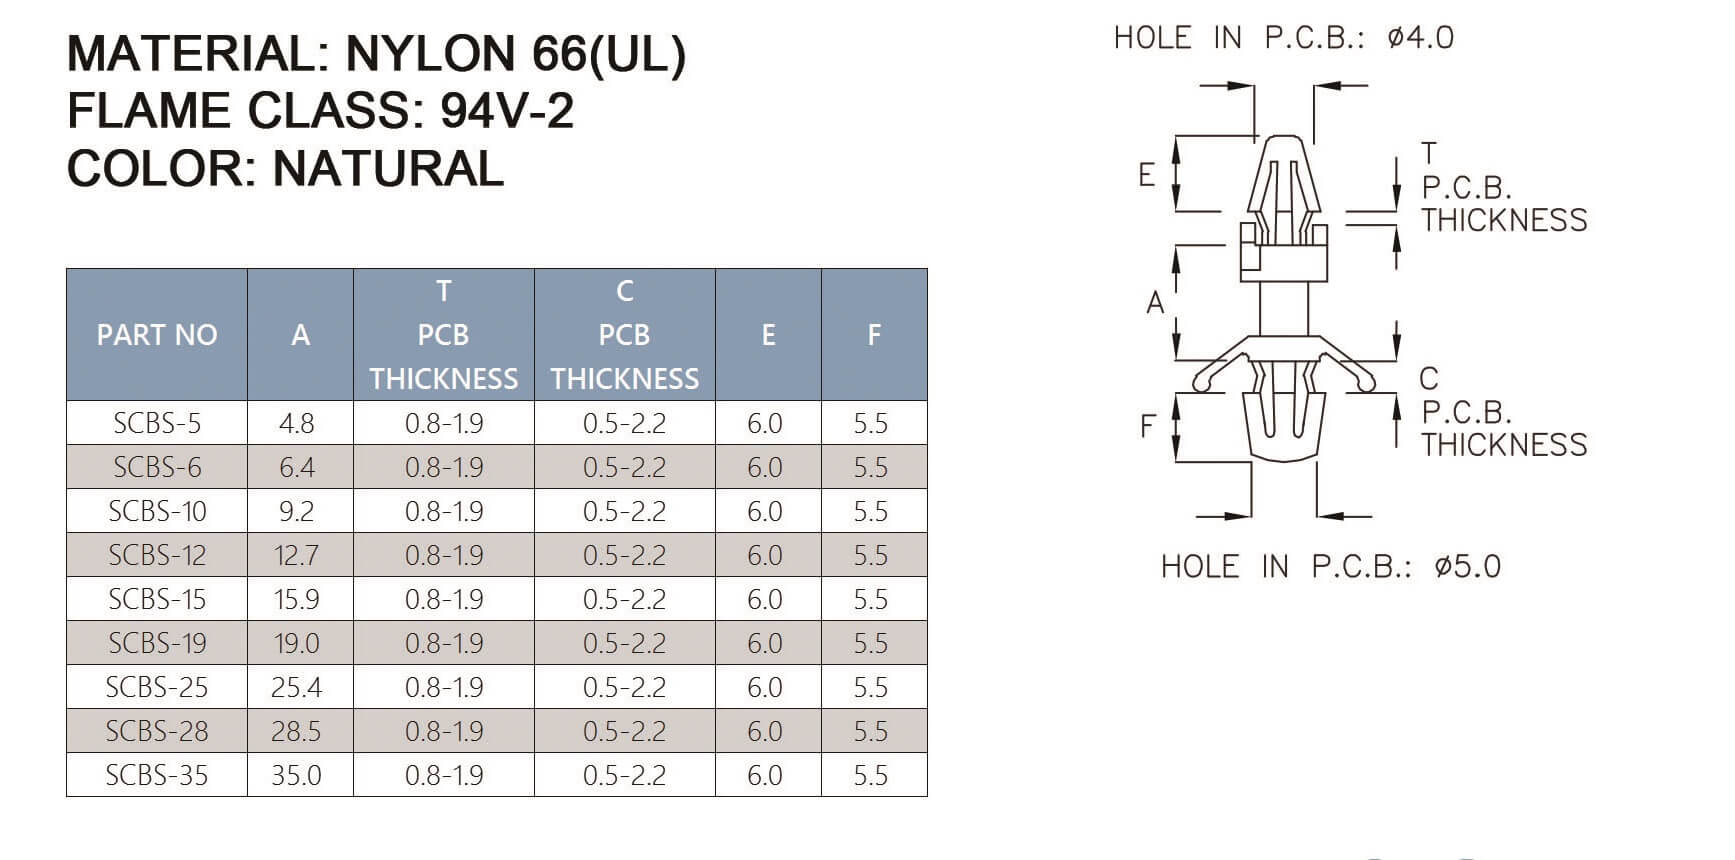 MATERIAL: NYLON 66(UL)
FLAME CLASS: 94V-2
COLOR: NATURAL
PART NO A T PCB THICKNESS C PCB THICKNESS E F
SCBS-5 4.8 0.8-1.9 0.5-2.2 6.0 5.5
SCBS-6 6.4 0.8-1.9 0.5-2.2 6.0 5.5
SCBS-10 9.2 0.8-1.9 0.5-2.2 6.0 5.5
SCBS-12 12.7 0.8-1.9 0.5-2.2 6.0 5.5
SCBS-15 15.9 0.8-1.9 0.5-2.2 6.0 5.5
SCBS-19 19.0 0.8-1.9 0.5-2.2 6.0 5.5
SCBS-25 25.4 0.8-1.9 0.5-2.2 6.0 5.5
SCBS-28 28.5 0.8-1.9 0.5-2.2 6.0 5.5
SCBS-35 35.0 0.8-1.9 0.5-2.2 6.0 5.5
HOLE IN P.C.B.: ø4.0
E
T
P.C.B.
THICKNESS
A
C
P.C.B.
THICKNESS
F
HOLE IN P.C.B.: ø5.0